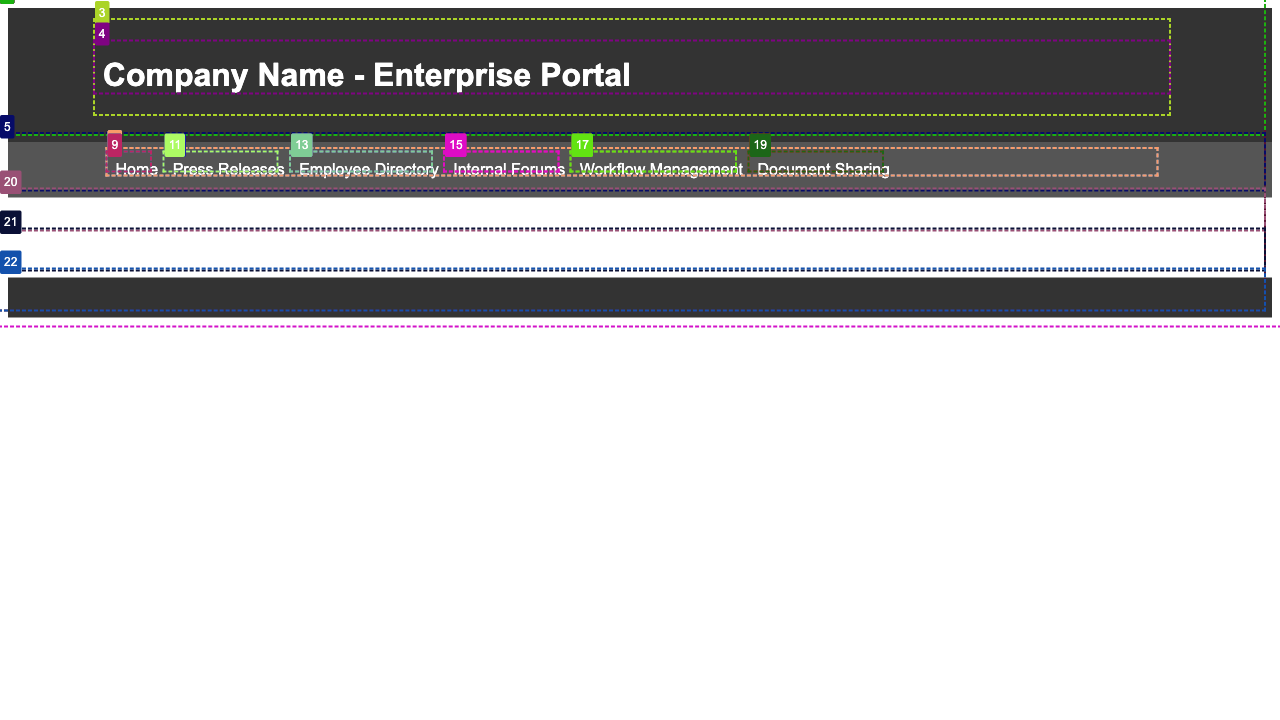 3
4
Company Name - Enterprise Portal
5
9 11 13 15 17 19
Home Press Releases Employee Directory Internal Forums Workflow Management Document Sharing
20
21
22